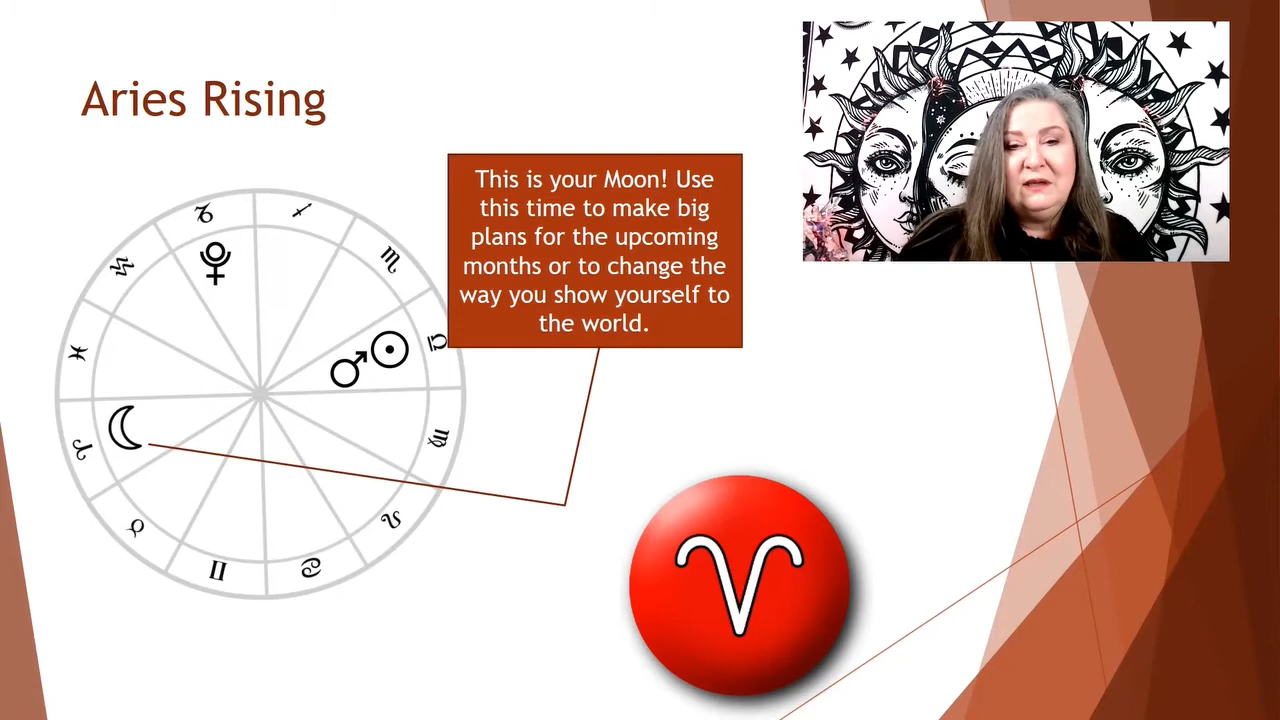 Aries Rising
This is your Moon! Use
this time to make big
plans for the upcoming
months or to change the
way you show yourself to
the world.